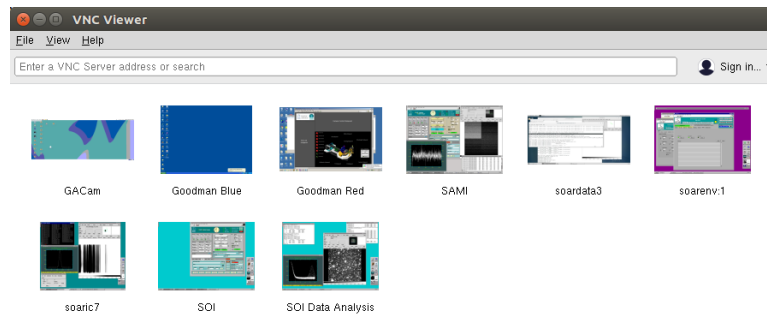 VNC Viewer
File View Help
Enter a VNC Server address or search
Sign in...
GACam Goodman Blue Goodman Red SAMI soardata3 soarenv:1
soaric7 SOI SOI Data Analysis